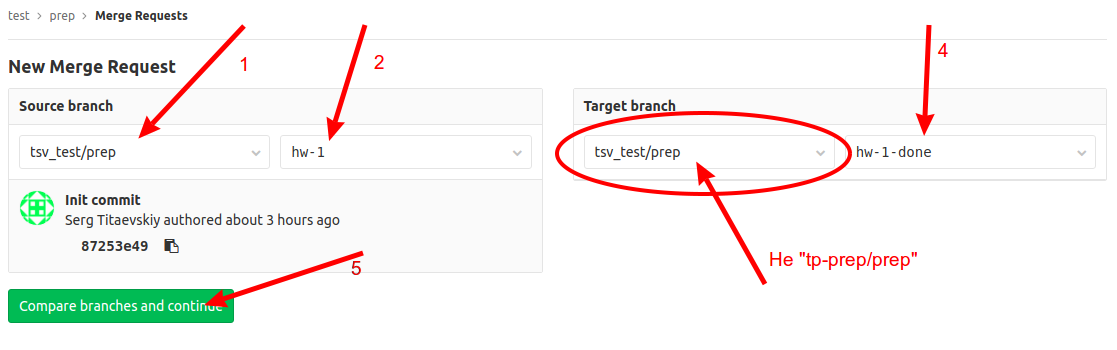 test > prep > Merge Requests
New Merge Request
1
2
4
Source branch
Target branch
tsv_test/prep
hw-1
tsv_test/prep
hw-1-done
Init commit
Serg Titaevskiy authored about 3 hours ago
87253e49
Не "tp-prep/prep"
5
Compare branches and continue